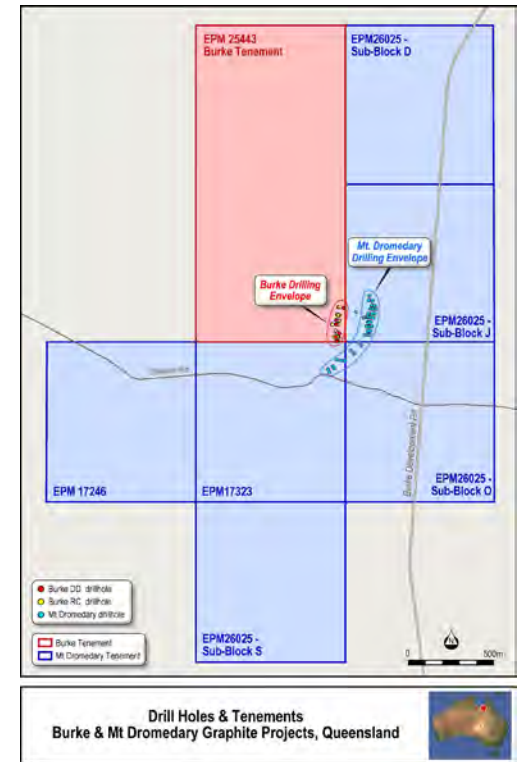 EPM 25443
Burke Tenement
EPM26025 -
Sub-Block D
Mt. Dromedary
Drilling Envelope
Burke Drilling
Envelope
EPM26025 -
Sub-Block J
Burke Development Rd
EPM 17246
EPM17323
EPM26025 -
Sub-Block O
Burke DD drillhole
Burke RC drillhole
Mt Dromedary drillhole
Burke Tenement
Mt Dromedary Tenement
EPM26025 -
Sub-Block S
N
0 500m
Drill Holes & Tenements
Burke & Mt Dromedary Graphite Projects, Queensland